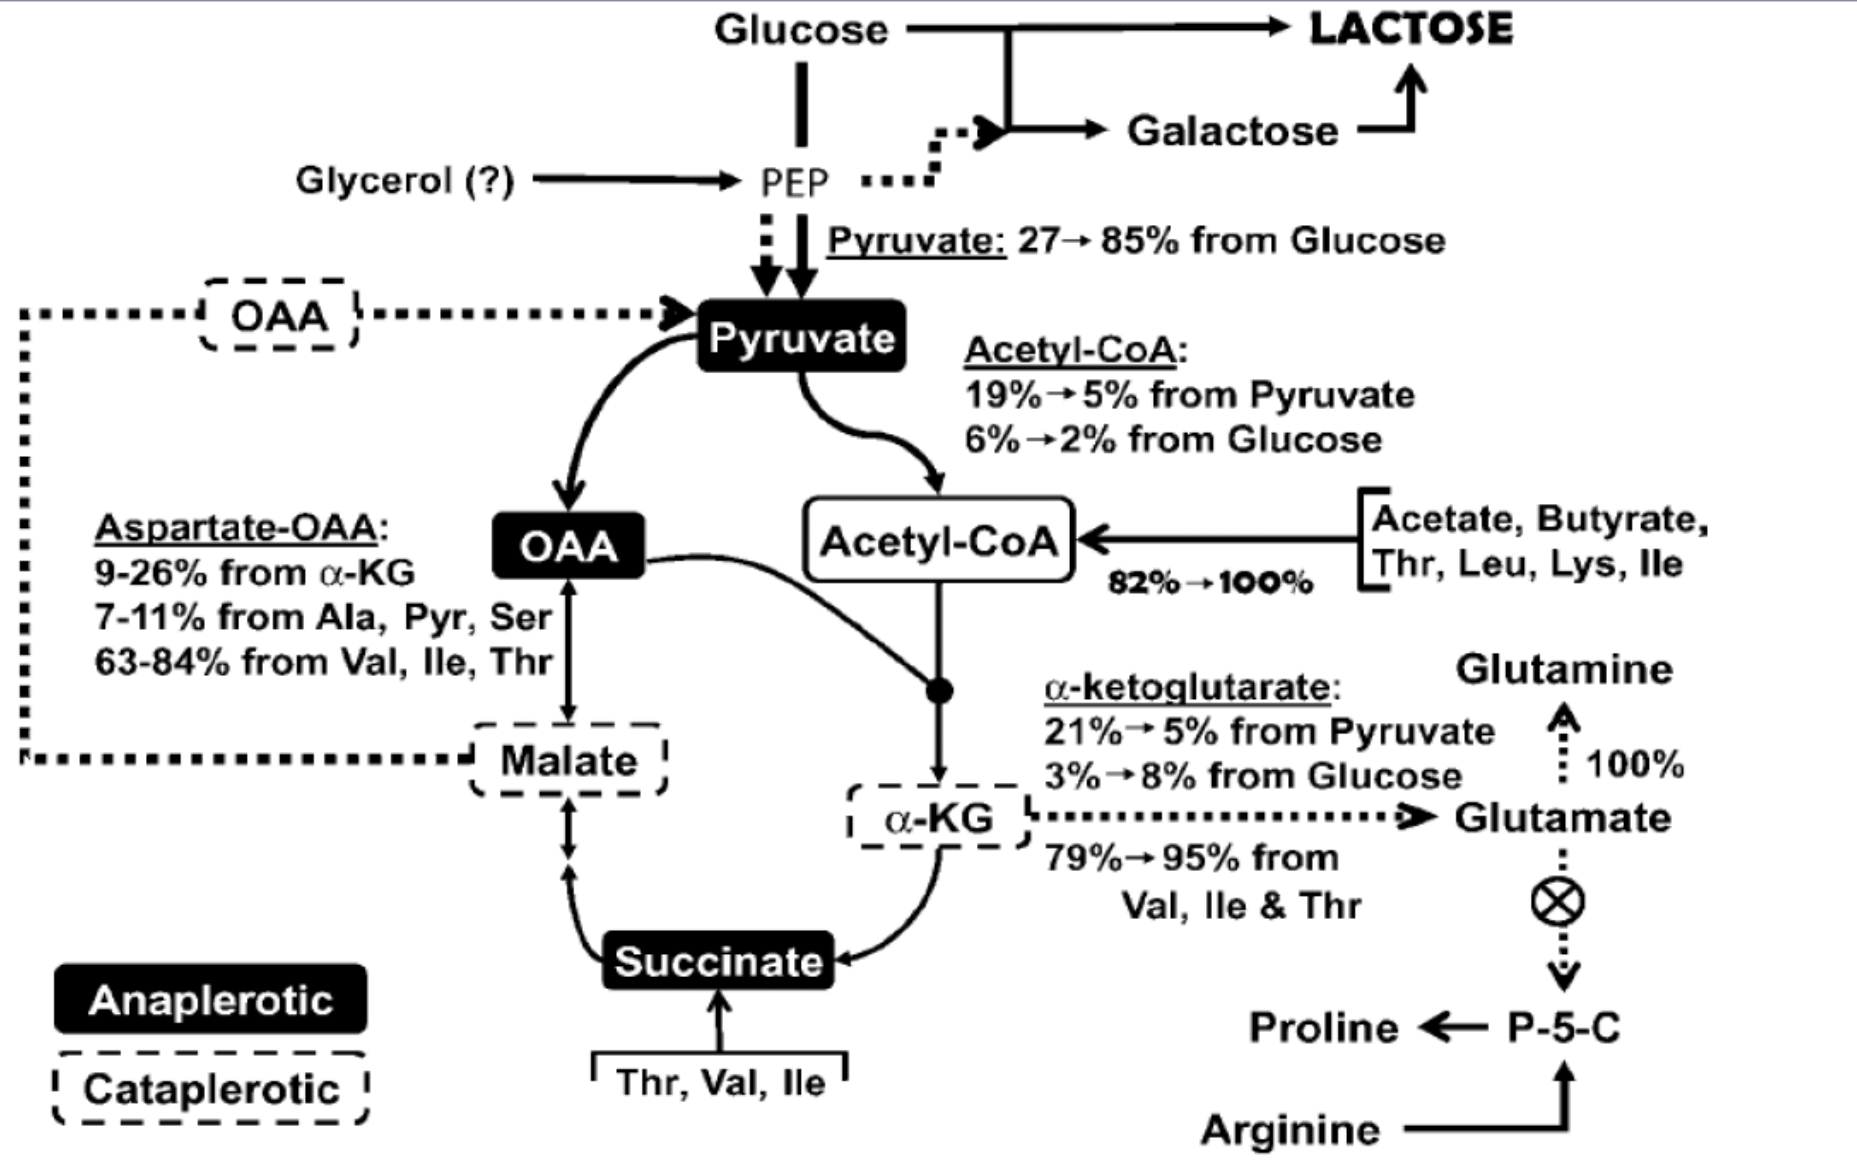 Glucose
LACTOSE
Galactose
Glycerol (?)
PEP
Pyruvate: 27→85% from Glucose
OAA
Pyruvate
Acetyl-CoA:
19%→5% from Pyruvate
6%→2% from Glucose
Aspartate-OAA:
9-26% from α-KG
7-11% from Ala, Pyr, Ser
63-84% from Val, Ile, Thr
OAA
Acetyl-CoA
Acetate, Butyrate,
Thr, Leu, Lys, Ile
82%→100%
Malate
α-ketoglutarate:
21%→5% from Pyruvate
3%→8% from Glucose
α-KG
79%→95% from
Val, Ile & Thr
Glutamine
100%
Glutamate
Succinate
Thr, Val, Ile
Proline
P-5-C
Arginine
Anaplerotic
Cataplerotic